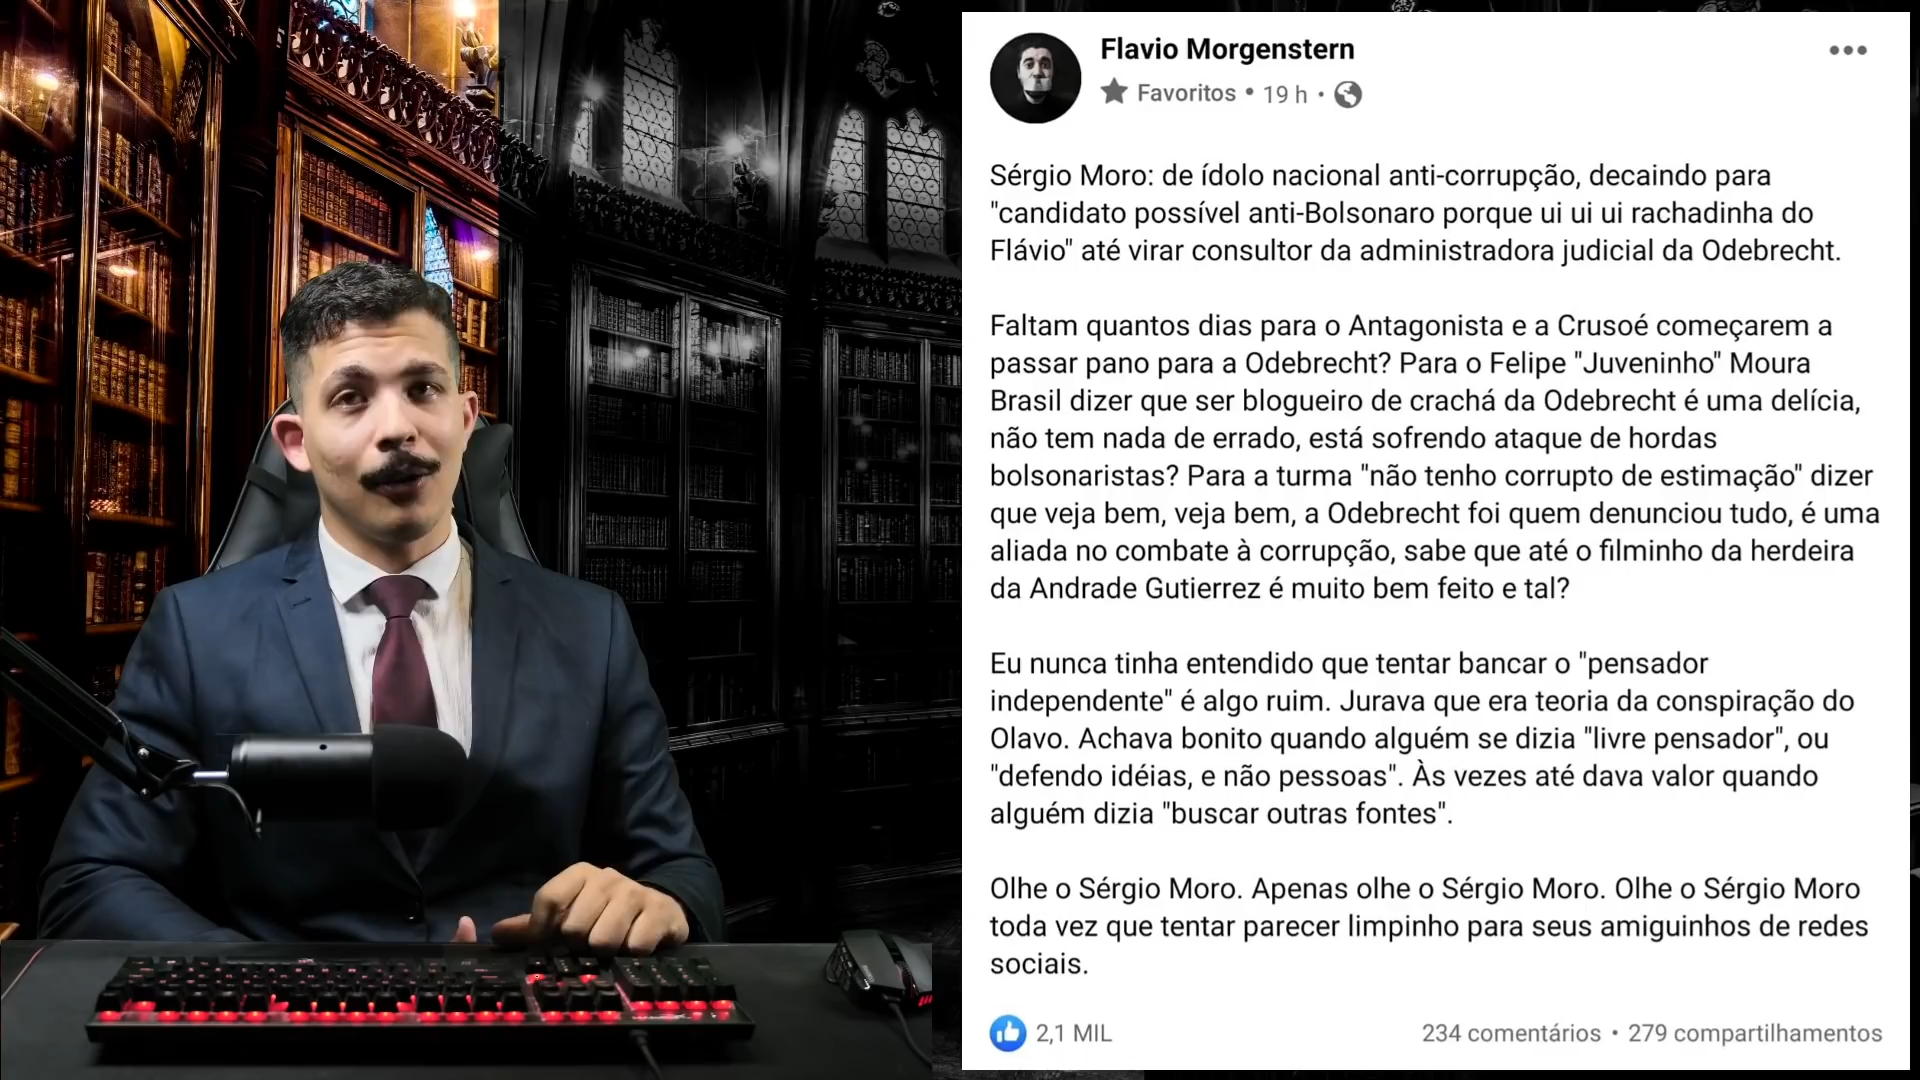 Flavio Morgenstern
Favoritos • 19 h •
Sérgio Moro: de ídolo nacional anti-corrupção, decaindo para
"candidato possível anti-Bolsonaro porque ui ui ui rachadinha do
Flávio" até virar consultor da administradora judicial da Odebrecht.
Faltam quantos dias para o Antagonista e a Crusoé começarem a
passar pano para a Odebrecht? Para o Felipe "Juveninho" Moura
Brasil dizer que ser blogueiro de crachá da Odebrecht é uma delícia,
não tem nada de errado, está sofrendo ataque de hordas
bolsonaristas? Para a turma "não tenho corrupto de estimação" dizer
que veja bem, veja bem, a Odebrecht foi quem denunciou tudo, é uma
aliada no combate à corrupção, sabe que até o filminho da herdeira
da Andrade Gutierrez é muito bem feito e tal?
Eu nunca tinha entendido que tentar bancar o "pensador
independente" é algo ruim. Jurava que era teoria da conspiração do
Olavo. Achava bonito quando alguém se dizia "livre pensador", ou
"defendo idéias, e não pessoas". Às vezes até dava valor quando
alguém dizia "buscar outras fontes".
Olhe o Sérgio Moro. Apenas olhe o Sérgio Moro. Olhe o Sérgio Moro
toda vez que tentar parecer limpinho para seus amiguinhos de redes
sociais.
2,1 MIL
234 comentários • 279 compartilhamentos